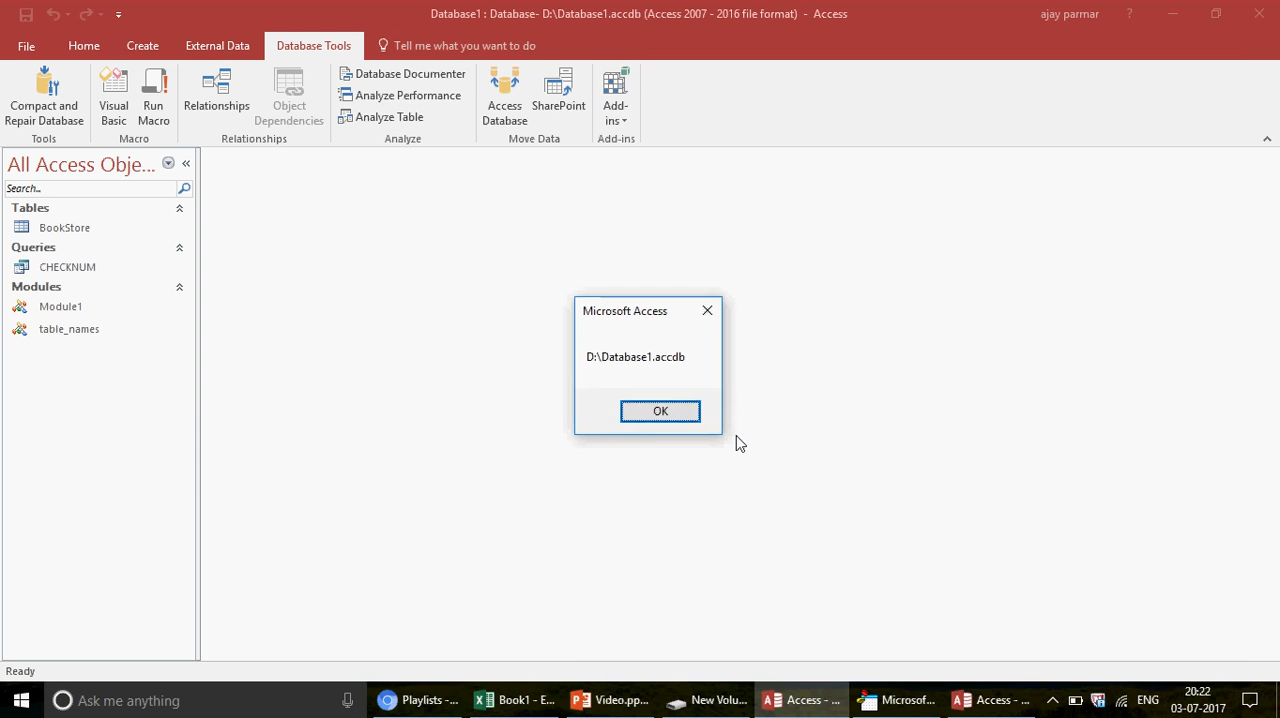 Database1 : Database- D:\Database1.accdb (Access 2007 - 2016 file format) - Access
ajay parmar
?
File
Home
Create
External Data
Database Tools
Tell me what you want to do
Compact and
Repair Database
Tools
Visual
Basic
Run
Macro
Macro
Relationships
Object
Dependencies
Relationships
Database Documenter
Analyze Performance
Analyze Table
Analyze
Access
Database
SharePoint
Move Data
Add-
ins
Add-ins
All Access Obje...
Search..
Tables
BookStore
Queries
CHECKNUM
Modules
Module1
table_names
Microsoft Access
D:\Database1.accdb
OK
Ready
Ask me anything
Playlists -...
Book1 - E...
Video.pp...
New Volu...
Access - ...
Microsof...
Access - ...
ENG
20:22
03-07-2017